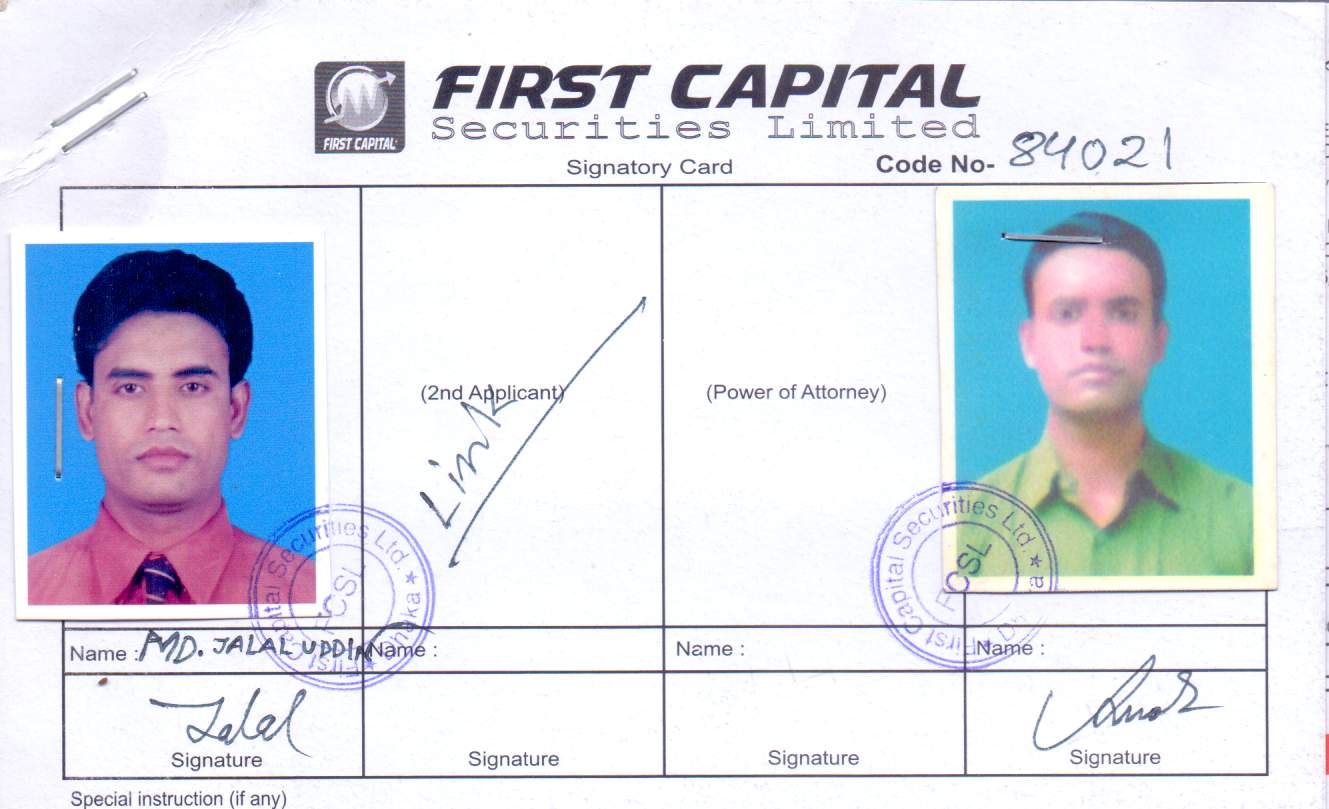 FIRST CAPITAL
FIRST CAPITAL
Securities Limited
Signatory Card
Code No- 84021
(2nd Applicant)
(Power of Attorney)
Link
First Capital Securities Ltd. ★ Dhaka ★
FCSL
First Capital Securities Ltd. ★ Dhaka ★
FCSL
Name : MD. JALAL UDDIN
Name :
Name :
Name :
Jalal
Signature
Signature
Signature
Signature
Special instruction (if any)